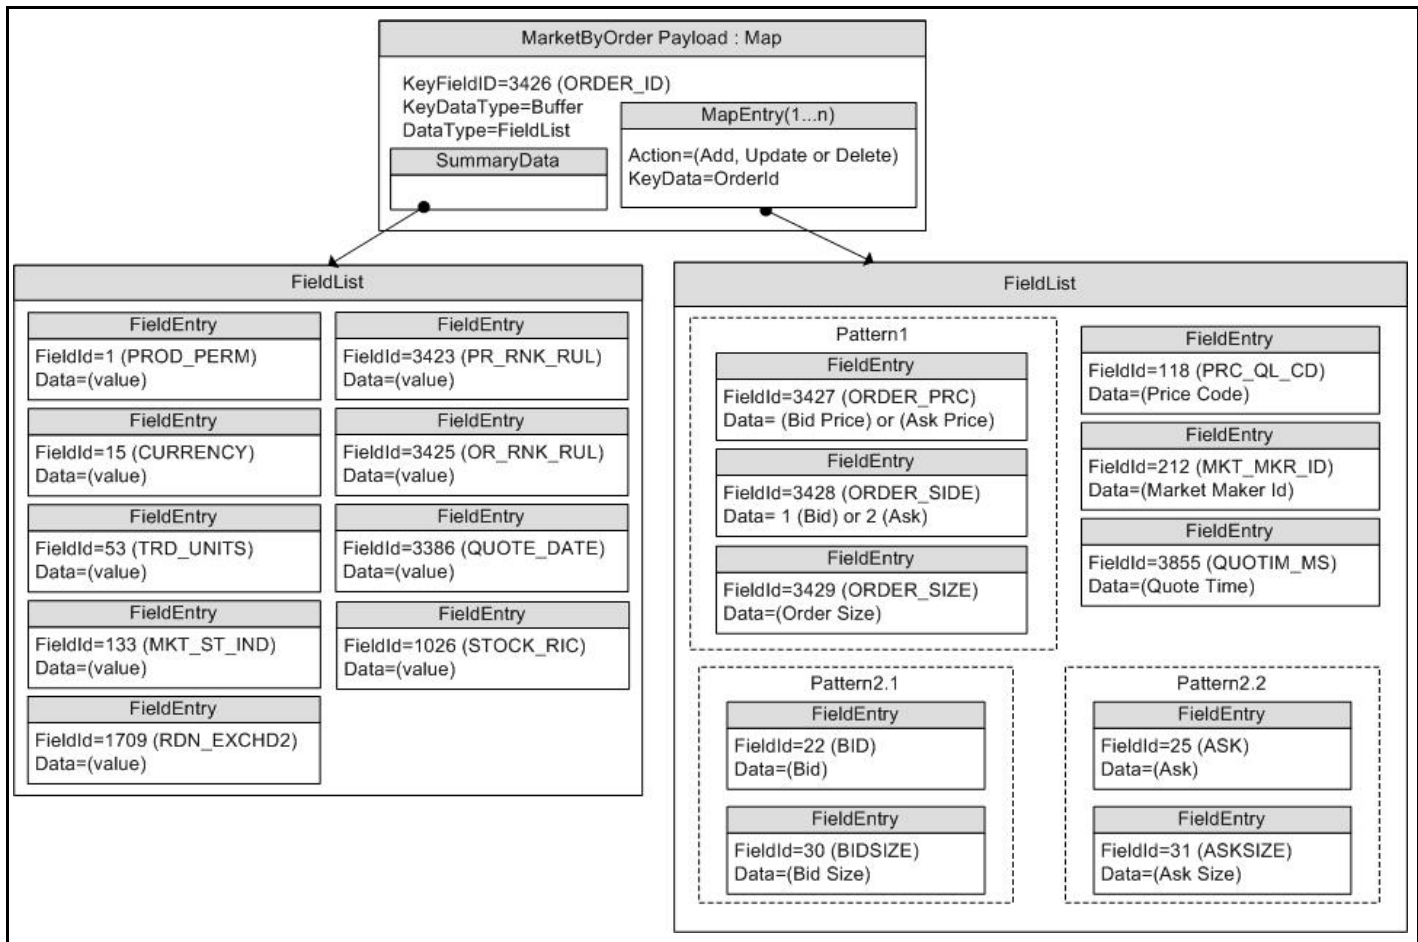 MarketByOrder Payload : Map
KeyFieldID=3426 (ORDER_ID)
KeyDataType=Buffer
DataType=FieldList
SummaryData
MapEntry(1...n)
Action=(Add, Update or Delete)
KeyData=OrderId
FieldList
FieldEntry
FieldId=1 (PROD_PERM)
Data=(value)
FieldEntry
FieldId=3423 (PR_RNK_RUL)
Data=(value)
FieldEntry
FieldId=15 (CURRENCY)
Data=(value)
FieldEntry
FieldId=3425 (OR_RNK_RUL)
Data=(value)
FieldEntry
FieldId=53 (TRD_UNITS)
Data=(value)
FieldEntry
FieldId=3386 (QUOTE_DATE)
Data=(value)
FieldEntry
FieldId=133 (MKT_ST_IND)
Data=(value)
FieldEntry
FieldId=1026 (STOCK_RIC)
Data=(value)
FieldEntry
FieldId=1709 (RDN_EXCHD2)
Data=(value)
FieldList
Pattern1
FieldEntry
FieldId=3427 (ORDER_PRC)
Data= (Bid Price) or (Ask Price)
FieldEntry
FieldId=3428 (ORDER_SIDE)
Data= 1 (Bid) or 2 (Ask)
FieldEntry
FieldId=3429 (ORDER_SIZE)
Data=(Order Size)
FieldEntry
FieldId=118 (PRC_QL_CD)
Data=(Price Code)
FieldEntry
FieldId=212 (MKT_MKR_ID)
Data=(Market Maker Id)
FieldEntry
FieldId=3855 (QUOTIM_MS)
Data=(Quote Time)
Pattern2.1
FieldEntry
FieldId=22 (BID)
Data=(Bid)
FieldEntry
FieldId=30 (BIDSIZE)
Data=(Bid Size)
Pattern2.2
FieldEntry
FieldId=25 (ASK)
Data=(Ask)
FieldEntry
FieldId=31 (ASKSIZE)
Data=(Ask Size)